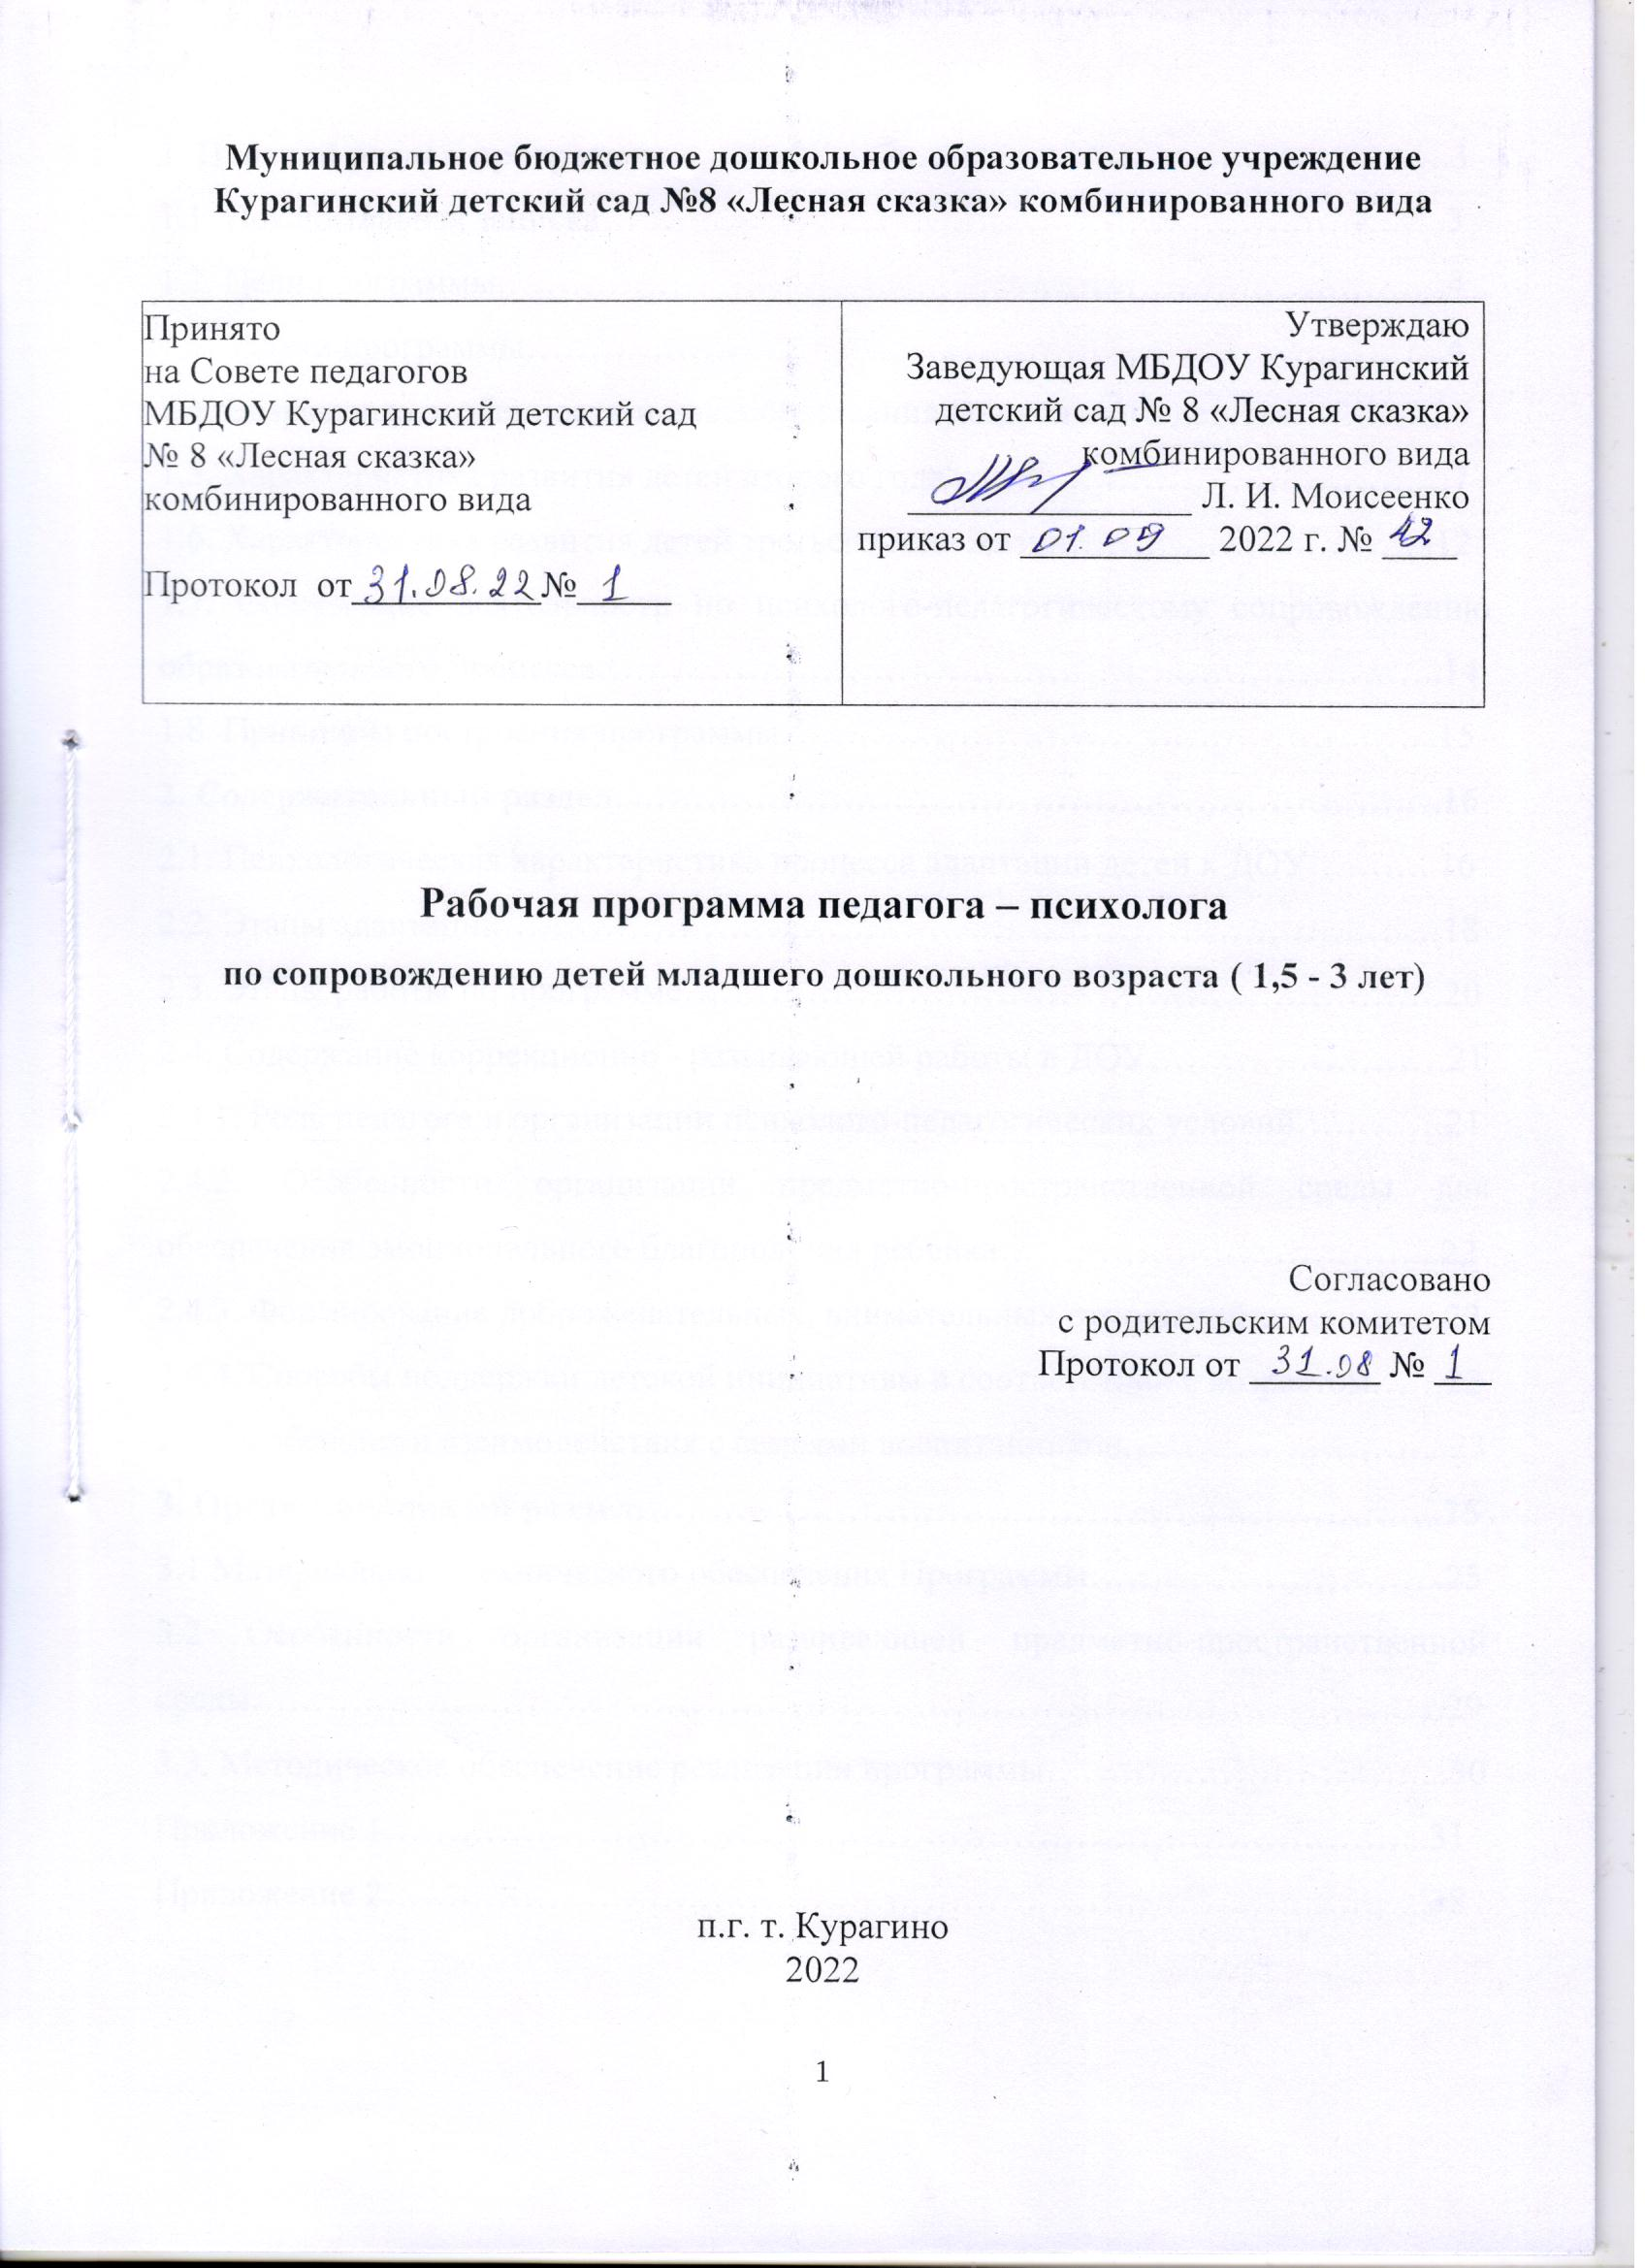 Муниципальное бюджетное дошкольное образовательное учреждение
Курагинский детский сад №8 «Лесная сказка» комбинированного вида
Принято
на Совете педагогов
МБДОУ Курагинский детский сад
№ 8 «Лесная сказка»
комбинированного вида
Протокол от 31.08.22 № 1
Утверждаю
Заведующая МБДОУ Курагинский
детский сад № 8 «Лесная сказка»
комбинированного вида
Л. И. Моисеенко
приказ от 01.09 2022 г. № 42
Рабочая программа педагога – психолога
по сопровождению детей младшего дошкольного возраста ( 1,5 - 3 лет)
Согласовано
с родительским комитетом
Протокол от 31.08 № 1
п.г. т. Курагино
2022
1